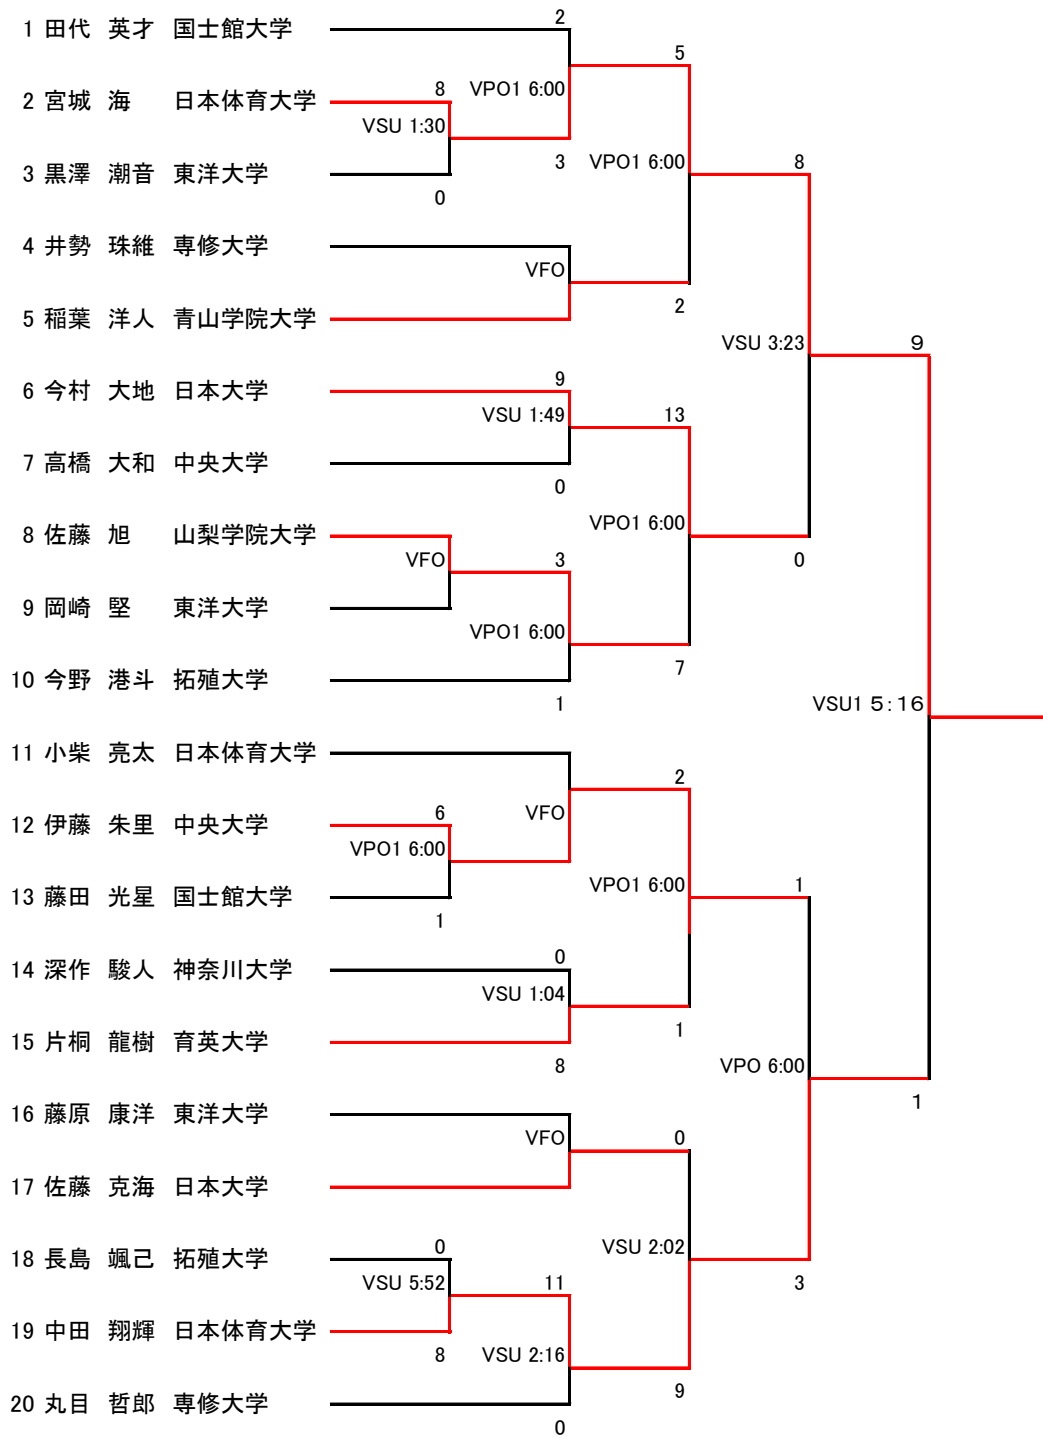 2
1 田代 英才 国士館大学
5
8
VPO1 6:00
2 宮城 海 日本体育大学
VSU 1:30
3
VPO1 6:00
8
3 黒澤 潮音 東洋大学
0
4 井勢 珠維 専修大学
VFO
2
5 稲葉 洋人 青山学院大学
VSU 3:23
9
9
6 今村 大地 日本大学
VSU 1:49
13
7 高橋 大和 中央大学
0
VPO1 6:00
8 佐藤 旭 山梨学院大学
VFO
3
0
9 岡崎 堅 東洋大学
VPO1 6:00
7
10 今野 港斗 拓殖大学
1
VSU1 5:16
11 小柴 亮太 日本体育大学
2
6
VFO
12 伊藤 朱里 中央大学
VPO1 6:00
VPO1 6:00
1
13 藤田 光星 国士館大学
1
0
14 深作 駿人 神奈川大学
VSU 1:04
1
15 片桐 龍樹 育英大学
8
VPO 6:00
1
16 藤原 康洋 東洋大学
VFO
0
17 佐藤 克海 日本大学
0
VSU 2:02
18 長島 颯己 拓殖大学
VSU 5:52
11
3
19 中田 翔輝 日本体育大学
8
VSU 2:16
9
20 丸目 哲郎 専修大学
0